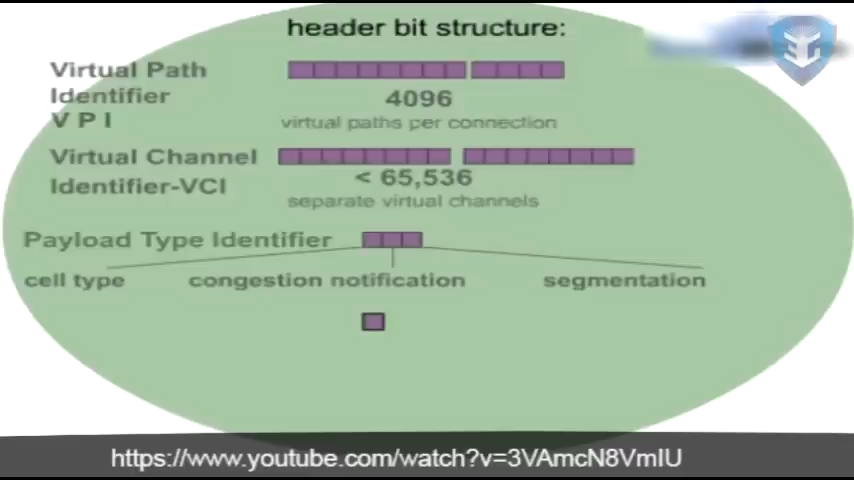 header bit structure:
Virtual Path
Identifier
V P I
4096
virtual paths per connection
Virtual Channel
Identifier-VCI
< 65,536
separate virtual channels
Payload Type Identifier
cell type
congestion notification
segmentation
https://www.youtube.com/watch?v=3VAmcN8VmIU